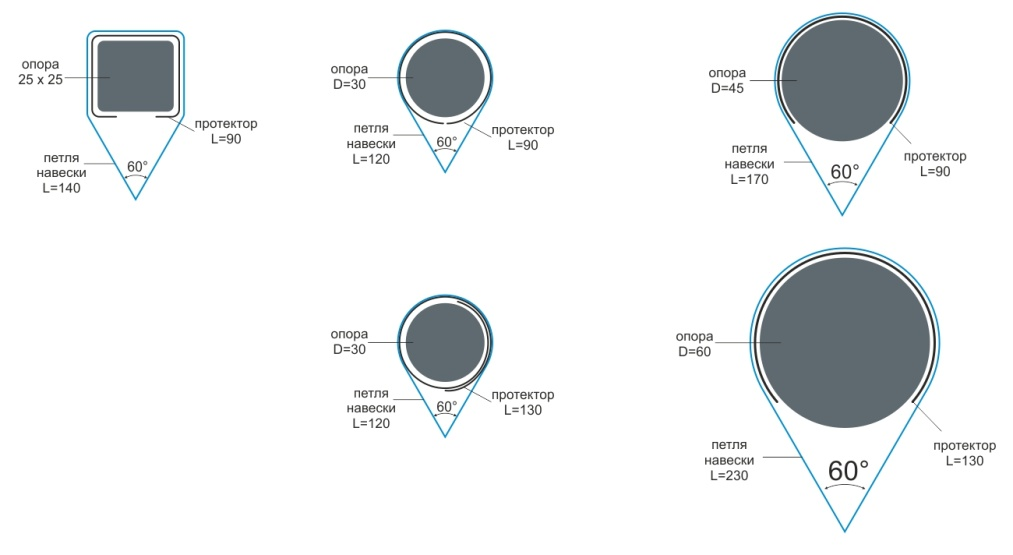 опора
25 x 25
протектор
L=90
петля
навески
L=140
60°
опора
D=30
петля
навески
L=120
60°
протектор
L=90
опора
D=45
петля
навески
L=170
60°
протектор
L=90
опора
D=30
петля
навески
L=120
60°
протектор
L=130
опора
D=60
петля
навески
L=230
60°
протектор
L=130